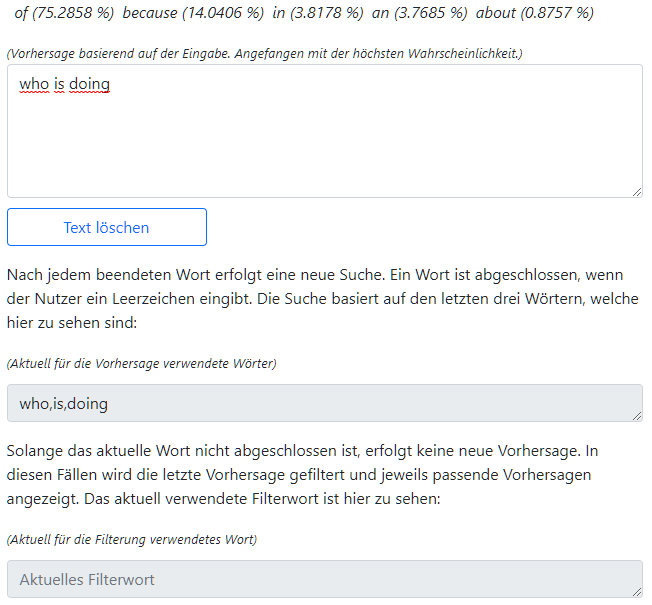 of (75.2858 %) because (14.0406 %) in (3.8178 %) an (3.7685 %) about (0.8757 %)
(Vorhersage basierend auf der Eingabe. Angefangen mit der höchsten Wahrscheinlichkeit.)
who is doing
Text löschen
Nach jedem beendeten Wort erfolgt eine neue Suche. Ein Wort ist abgeschlossen, wenn
der Nutzer ein Leerzeichen eingibt. Die Suche basiert auf den letzten drei Wörtern, welche
hier zu sehen sind:
(Aktuell für die Vorhersage verwendete Wörter)
who,is,doing
Solange das aktuelle Wort nicht abgeschlossen ist, erfolgt keine neue Vorhersage. In
diesen Fällen wird die letzte Vorhersage gefiltert und jeweils passende Vorhersagen
angezeigt. Das aktuell verwendete Filterwort ist hier zu sehen:
(Aktuell für die Filterung verwendetes Wort)
Aktuelles Filterwort